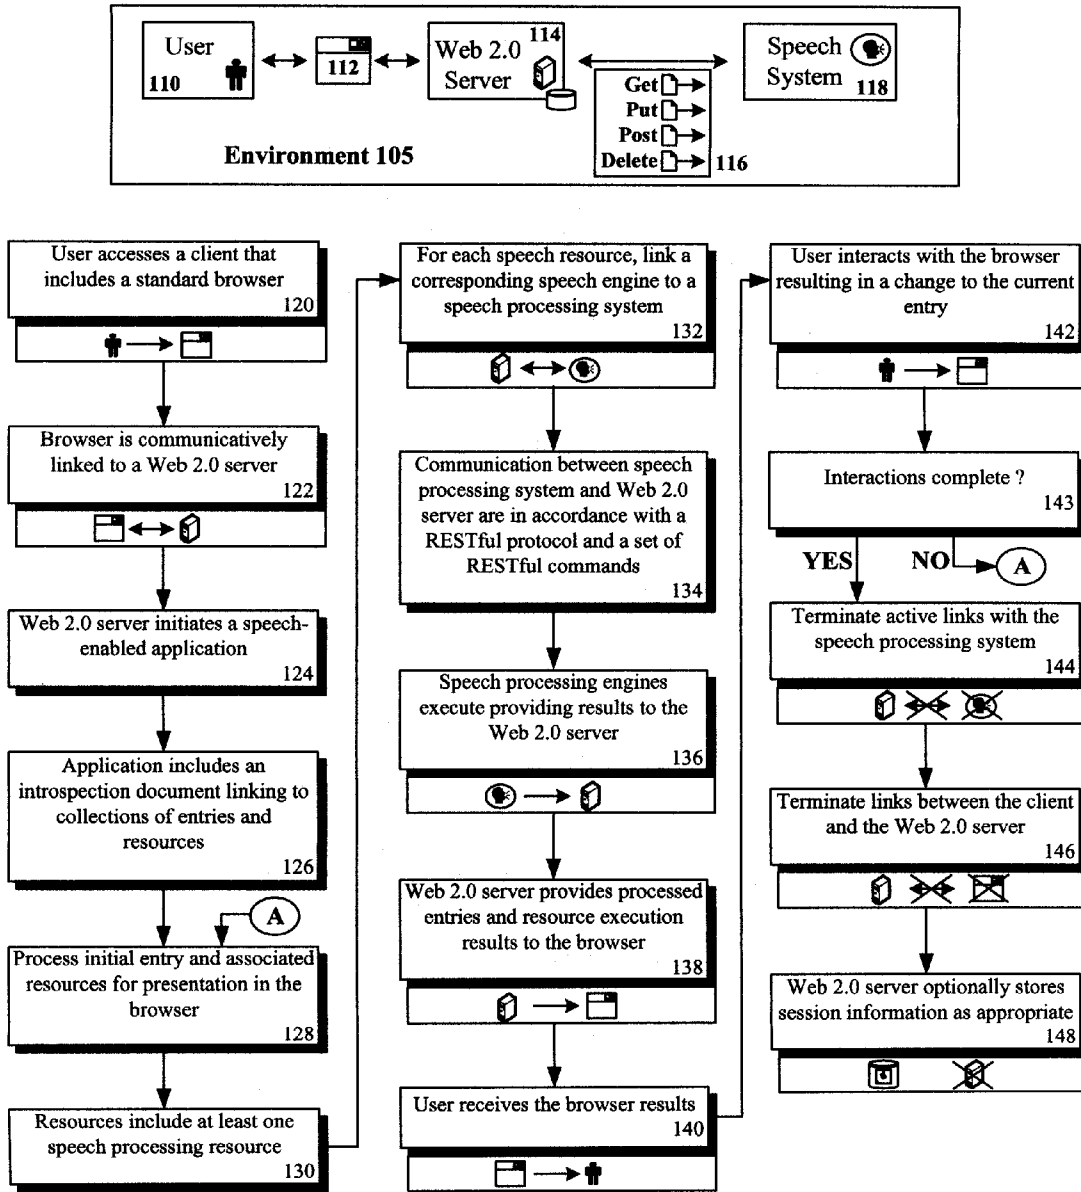 User
110
112
Web 2.0
Server
114
Get
Put
Post
Delete
116
Speech
System
118
Environment 105
User accesses a client that
includes a standard browser
120
Browser is communicatively
linked to a Web 2.0 server
122
Web 2.0 server initiates a speech-
enabled application
124
Application includes an
introspection document linking to
collections of entries and
resources
126
A
Process initial entry and associated
resources for presentation in the
browser
128
Resources include at least one
speech processing resource
130
For each speech resource, link a
corresponding speech engine to a
speech processing system
132
Communication between speech
processing system and Web 2.0
server are in accordance with a
RESTful protocol and a set of
RESTful commands
134
Speech processing engines
execute providing results to the
Web 2.0 server
136
Web 2.0 server provides processed
entries and resource execution
results to the browser
138
User receives the browser results
140
User interacts with the browser
resulting in a change to the current
entry
142
Interactions complete ?
143
YES
NO
A
Terminate active links with the
speech processing system
144
Terminate links between the client
and the Web 2.0 server
146
Web 2.0 server optionally stores
session information as appropriate
148